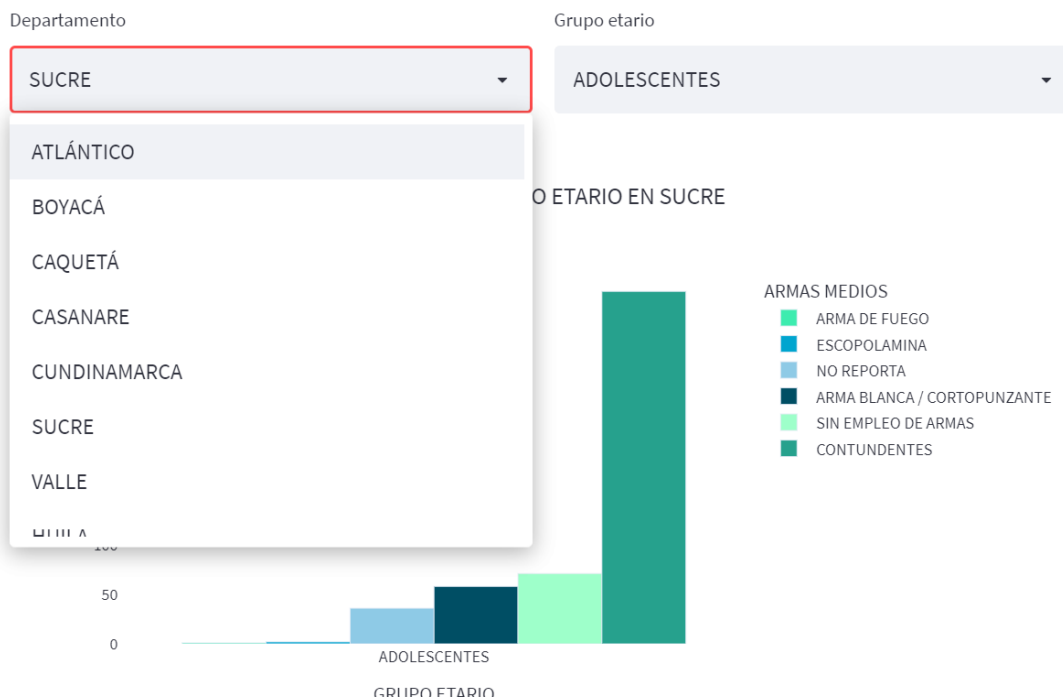 Departamento
Grupo etario
SUCRE
ADOLESCENTES
ATLÁNTICO
BOYACÁ
CAQUETÁ
CASANARE
CUNDINAMARCA
SUCRE
VALLE
HUILA
O ETARIO EN SUCRE
ARMAS MEDIOS
ARMA DE FUEGO
ESCOPOLAMINA
NO REPORTA
ARMA BLANCA / CORTOPUNZANTE
SIN EMPLEO DE ARMAS
CONTUNDENTES
100
50
0
ADOLESCENTES
GRUPO ETARIO